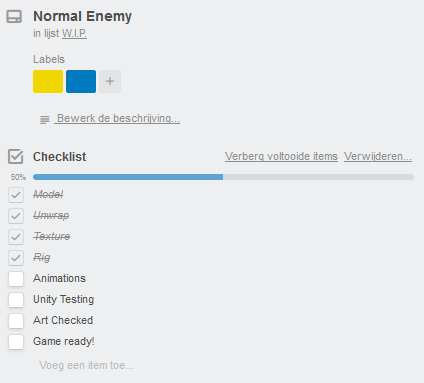 Normal Enemy
in lijst W.I.P.
Labels
+
Bewerk de beschrijving...
Checklist Verberg voltooide items Verwijderen...
50%
Model
Unwrap
Texture
Rig
Animations
Unity Testing
Art Checked
Game ready!
Voeg een item toe...